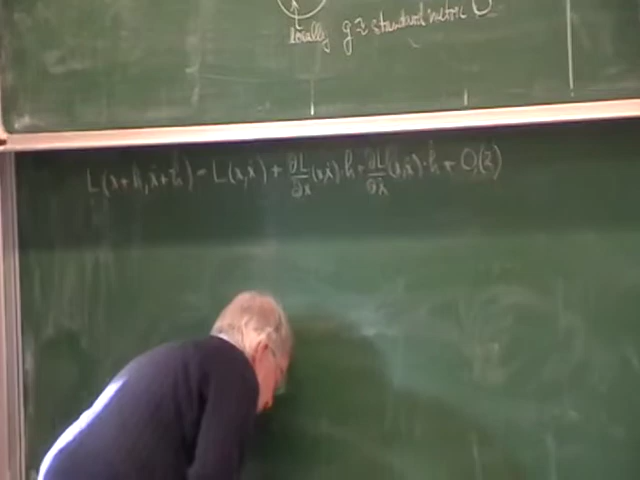 locally g ≈ standard metric
L(x+h, ẋ+ḣ) = L(x,ẋ) + ∂L/∂x (x,ẋ)·h + ∂L/∂ẋ (x,ẋ)·ḣ + O(2)